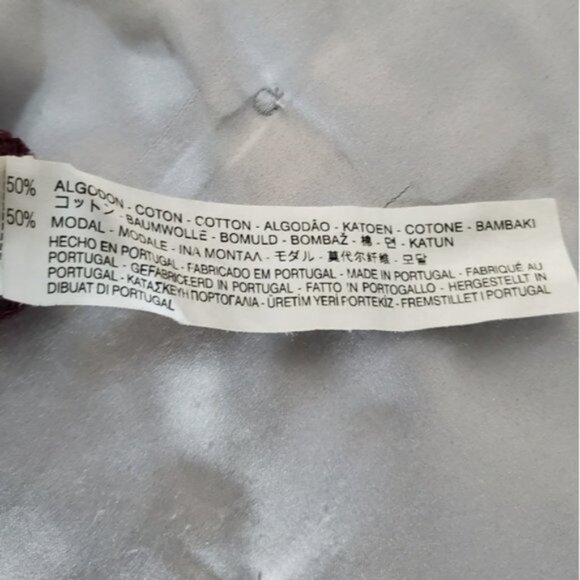 50% ALGODON - COTON - COTTON - ALGODÃO - KATOEN - COTONE - BAMBAKI
コットン - BAUMWOLLE - BOMULD - BOMBAŽ - 棉 - 면 - KATUN
50% MODAL - MODALE - ΙΝΑ ΜΟΝΤΑΛ - モダル - 莫代尔纤维 - 모달
HECHO EN PORTUGAL - FABRICADO EM PORTUGAL - MADE IN PORTUGAL - FABRIQUÉ AU
PORTUGAL - GEFABRICEERD IN PORTUGAL - FATTO IN PORTOGALLO - HERGESTELLT IN
PORTUGAL - ΚΑΤΑΣΚΕΥΗ ΠΟΡΤΟΓΑΛΙΑ - ÜRETİM YERİ PORTEKİZ - FREMSTILLET I PORTUGAL
DIBUAT DI PORTUGAL